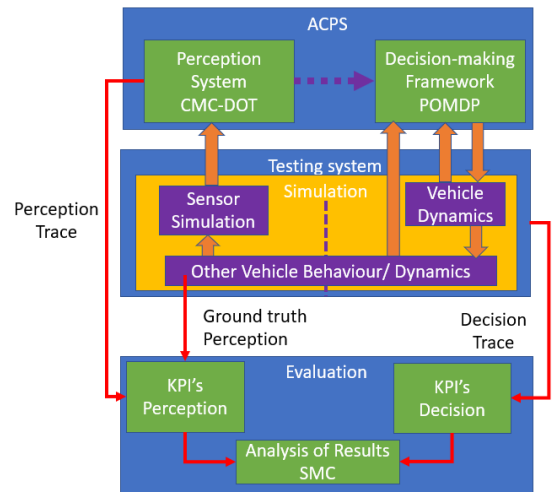 ACPS
Perception
System
CMC-DOT
Decision-making
Framework
POMDP
Testing system
Simulation
Sensor
Simulation
Vehicle
Dynamics
Other Vehicle Behaviour/ Dynamics
Perception
Trace
Ground truth
Perception
Decision
Trace
Evaluation
KPI's
Perception
KPI's
Decision
Analysis of Results
SMC